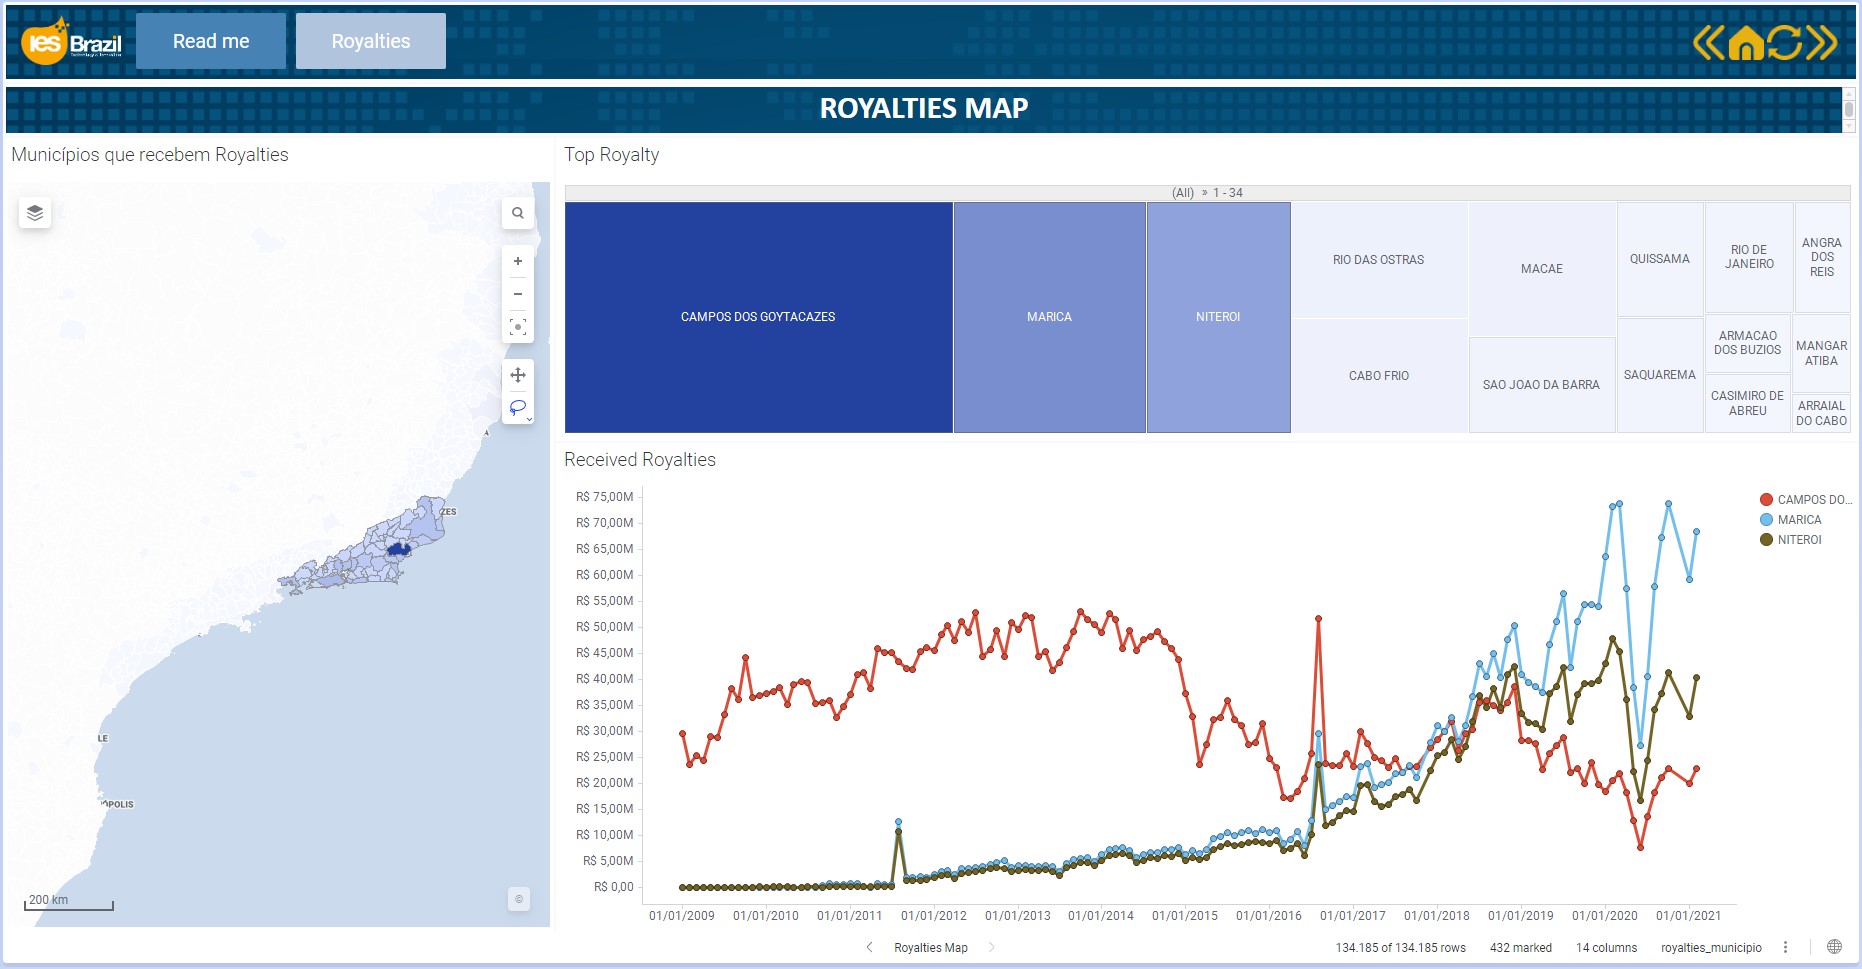 ies Brazil
Read me
Royalties
ROYALTIES MAP
Municípios que recebem Royalties
ZES
LE
ÓPOLIS
200 km
©
Top Royalty
(All) » 1 - 34
CAMPOS DOS GOYTACAZES
MARICA
NITEROI
RIO DAS OSTRAS
CABO FRIO
MACAE
SAO JOAO DA BARRA
QUISSAMA
SAQUAREMA
RIO DE
JANEIRO
ARMACAO
DOS BUZIOS
CASIMIRO DE
ABREU
ANGRA
DOS
REIS
MANGAR
ATIBA
ARRAIAL
DO CABO
Received Royalties
R$ 75,00M
R$ 70,00M
R$ 65,00M
R$ 60,00M
R$ 55,00M
R$ 50,00M
R$ 45,00M
R$ 40,00M
R$ 35,00M
R$ 30,00M
R$ 25,00M
R$ 20,00M
R$ 15,00M
R$ 10,00M
R$ 5,00M
R$ 0,00
01/01/2009 01/01/2010 01/01/2011 01/01/2012 01/01/2013 01/01/2014 01/01/2015 01/01/2016 01/01/2017 01/01/2018 01/01/2019 01/01/2020 01/01/2021
CAMPOS DO...
MARICA
NITEROI
Royalties Map
134.185 of 134.185 rows 432 marked 14 columns royalties_municipio